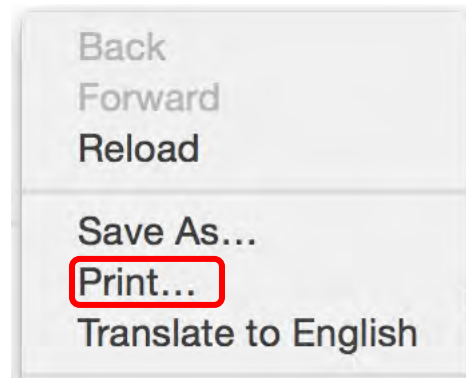 Back
Forward
Reload
Save As...
Print...
Translate to English